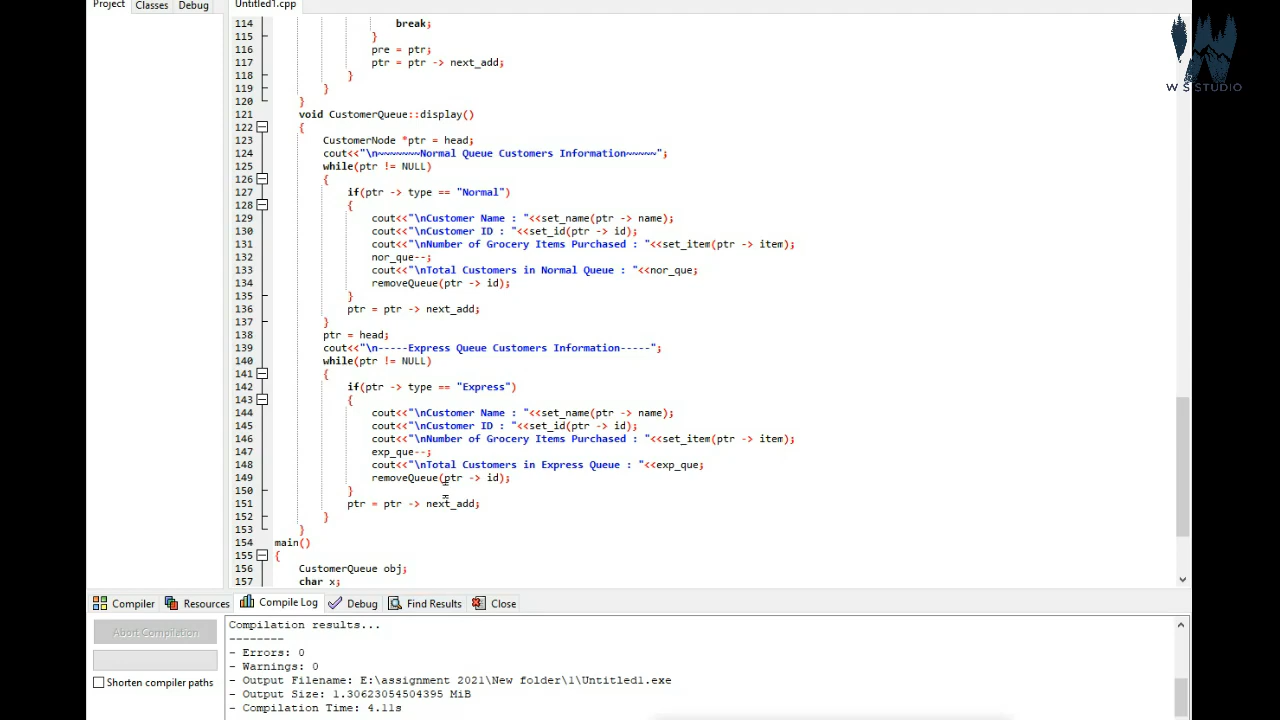 Project Classes Debug Untitled1.cpp
W S STUDIO
114 break;
115 }
116 pre = ptr;
117 ptr = ptr -> next_add;
118 }
119 }
120 }
121 void CustomerQueue::display()
122 {
123 CustomerNode *ptr = head;
124 cout<<"\n~~~~~~~Normal Queue Customers Information~~~~~";
125 while(ptr != NULL)
126 {
127 if(ptr -> type == "Normal")
128 {
129 cout<<"\nCustomer Name : "<<set_name(ptr -> name);
130 cout<<"\nCustomer ID : "<<set_id(ptr -> id);
131 cout<<"\nNumber of Grocery Items Purchased : "<<set_item(ptr -> item);
132 nor_que--;
133 cout<<"\nTotal Customers in Normal Queue : "<<nor_que;
134 removeQueue(ptr -> id);
135 }
136 ptr = ptr -> next_add;
137 }
138 ptr = head;
139 cout<<"\n-----Express Queue Customers Information-----";
140 while(ptr != NULL)
141 {
142 if(ptr -> type == "Express")
143 {
144 cout<<"\nCustomer Name : "<<set_name(ptr -> name);
145 cout<<"\nCustomer ID : "<<set_id(ptr -> id);
146 cout<<"\nNumber of Grocery Items Purchased : "<<set_item(ptr -> item);
147 exp_que--;
148 cout<<"\nTotal Customers in Express Queue : "<<exp_que;
149 removeQueue(ptr -> id);
150 }
151 ptr = ptr -> next_add;
152 }
153 }
154 main()
155 {
156 CustomerQueue obj;
157 char x;
Compiler Resources Compile Log Debug Find Results Close
Abort Compilation
Shorten compiler paths
Compilation results...
--------
- Errors: 0
- Warnings: 0
- Output Filename: E:\assignment 2021\New folder\1\Untitled1.exe
- Output Size: 1.30623054504395 MiB
- Compilation Time: 4.11s